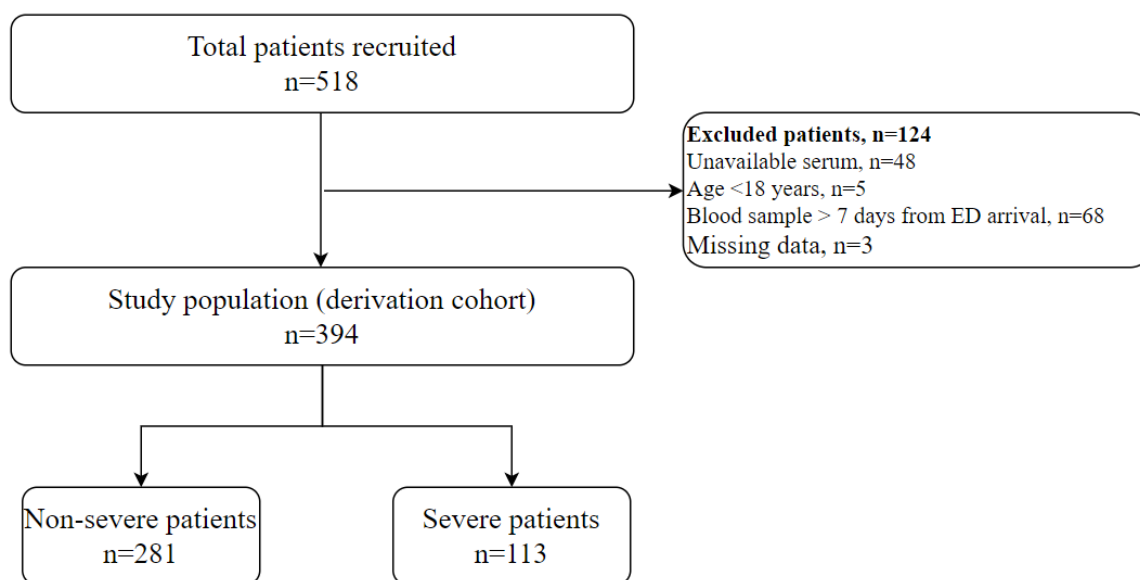 Total patients recruited
n=518
Excluded patients, n=124
Unavailable serum, n=48
Age <18 years, n=5
Blood sample > 7 days from ED arrival, n=68
Missing data, n=3
Study population (derivation cohort)
n=394
Non-severe patients
n=281
Severe patients
n=113